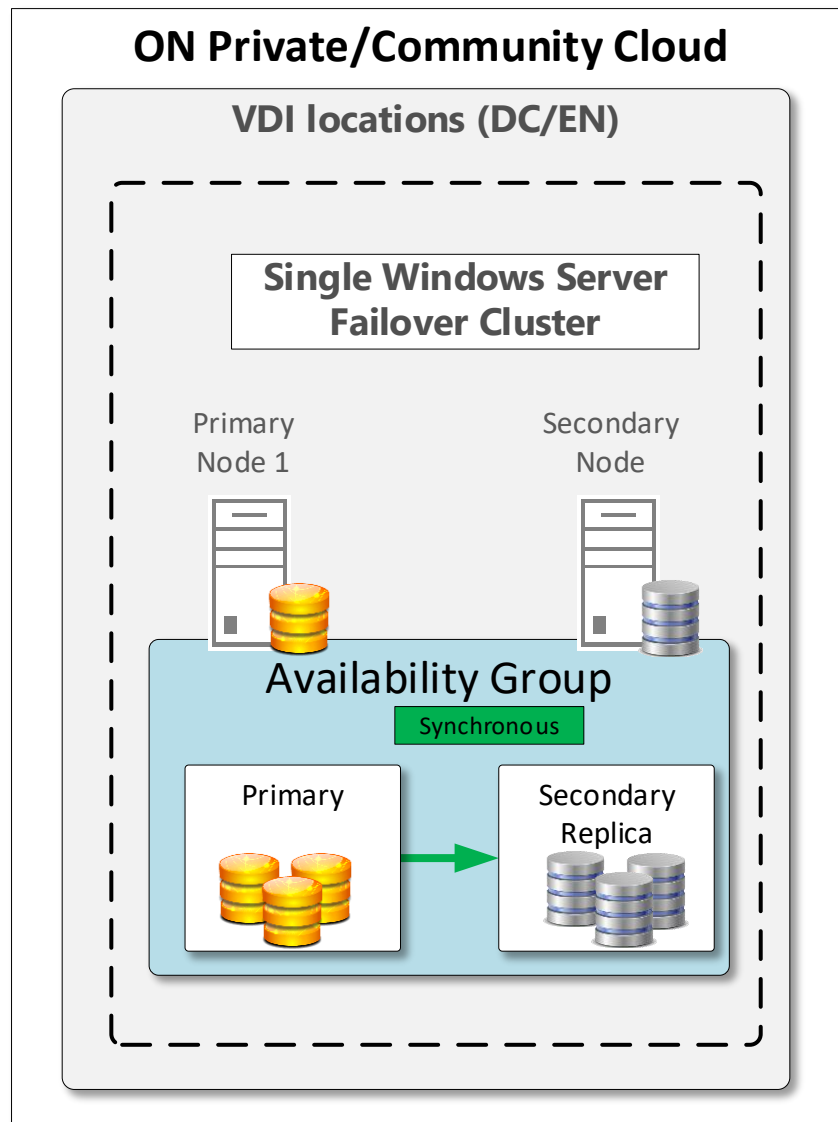 ON Private/Community Cloud
VDI locations (DC/EN)
Single Windows Server
Failover Cluster
Primary
Node 1
Secondary
Node
Availability Group
Synchronous
Primary
Secondary
Replica